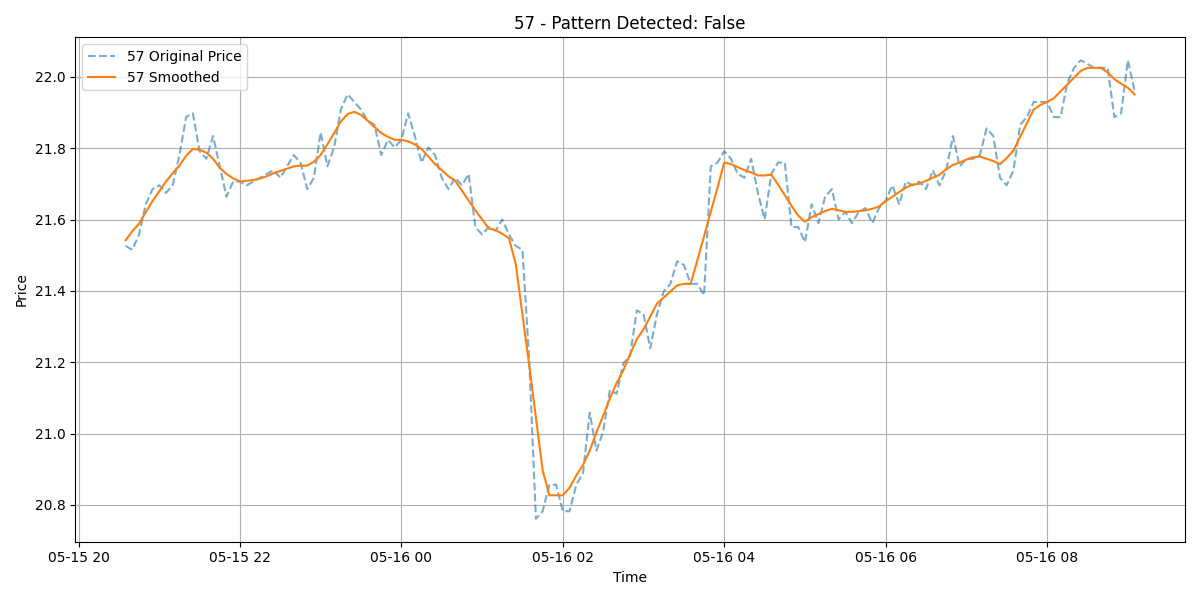 57 - Pattern Detected: False
57 Original Price
57 Smoothed
22.0
21.8
21.6
21.4
21.2
21.0
20.8
Price
05-15 20
05-15 22
05-16 00
05-16 02
05-16 04
05-16 06
05-16 08
Time